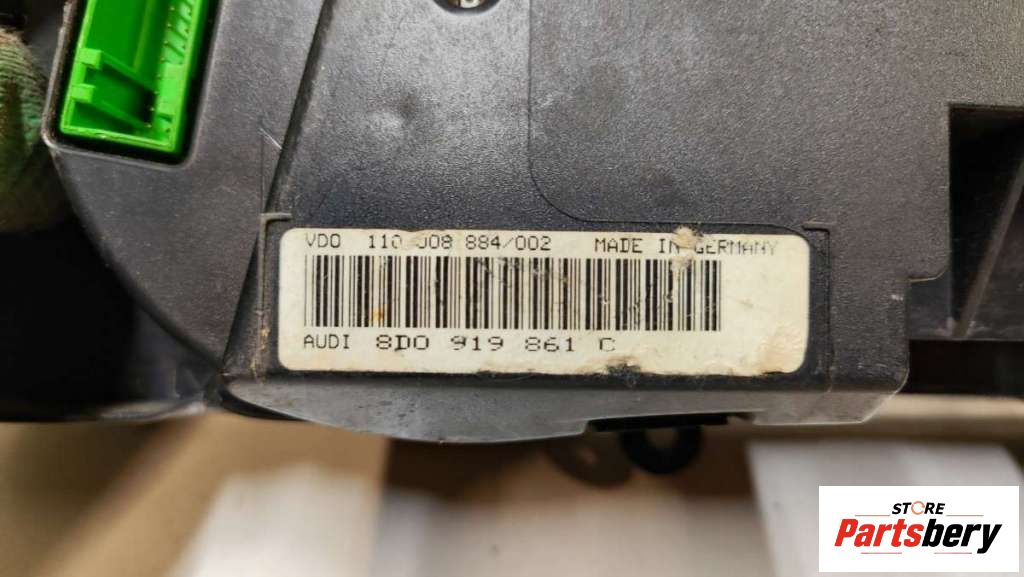 VDO 110 008 884/002 MADE IN GERMANY
AUDI 8D0 919 861 C
STORE
Partsbery